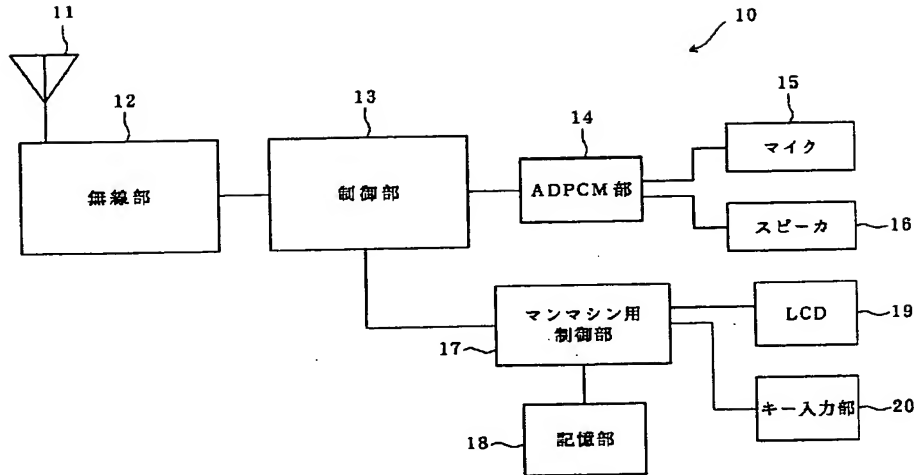 10
11
12
13
14
15
無線部
制御部
ADPCM部
マイク
スピーカ
16
マンマシン用
制御部
17
LCD
19
記憶部
18
キー入力部
20